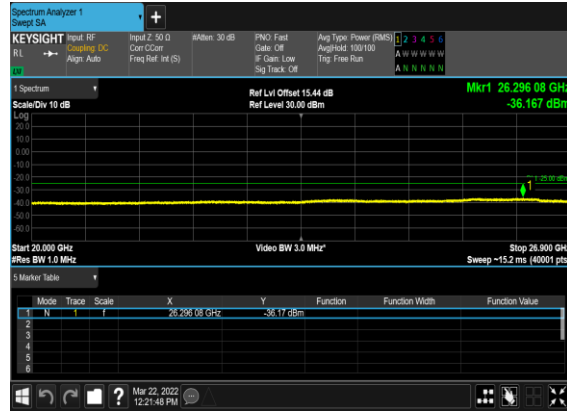 Spectrum Analyzer 1
Swept SA
+
KEYSIGHT Input: RF Input Z: 50 Ω #Atten: 30 dB PNO: Fast Avg Type: Power (RMS) 1 2 3 4 5 6
RL Coupling: DC Corr CCorr Gate: Off Avg|Hold: 100/100 A W W W W W
Align: Auto Freq Ref: Int (S) IF Gain: Low Trig: Free Run
Sig Track: Off A N N N N N
1 Spectrum Ref Lvl Offset 15.44 dB Mkr1 26.296 08 GHz
Scale/Div 10 dB Ref Level 30.00 dBm -36.167 dBm
Log
20.0
10.0
0.00
-10.0
-20.0
-30.0
-40.0
-50.0
-60.0
1
Start 20.000 GHz Video BW 3.0 MHz* Stop 26.900 GHz
#Res BW 1.0 MHz Sweep ~15.2 ms (40001 pts)
5 Marker Table
Mode Trace Scale X Y Function Function Width Function Value
1 N 1 f 26.296 08 GHz -36.17 dBm
2
3
4
5
6
? Mar 22, 2022
12:21:48 PM